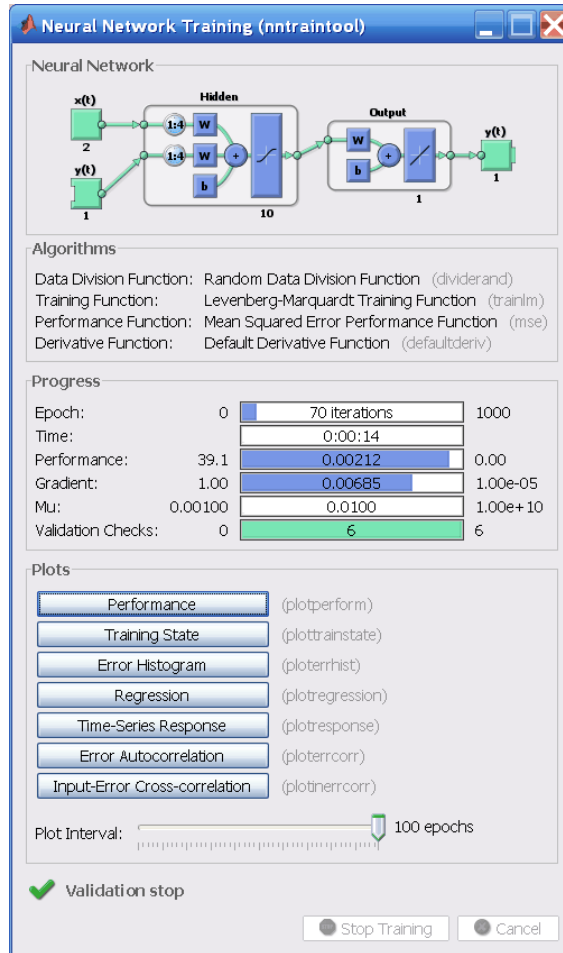 Neural Network Training (nntraintool)
Neural Network
Hidden
x(t)
1:4 W
2
Output
y(t)
W
y(t)
1:4 W
+
+
b
b
1
10
1
1
Algorithms
Data Division Function: Random Data Division Function (dividerand)
Training Function: Levenberg-Marquardt Training Function (trainlm)
Performance Function: Mean Squared Error Performance Function (mse)
Derivative Function: Default Derivative Function (defaultderiv)
Progress
Epoch: 0 70 iterations 1000
Time: 0:00:14
Performance: 39.1 0.00212 0.00
Gradient: 1.00 0.00685 1.00e-05
Mu: 0.00100 0.0100 1.00e+10
Validation Checks: 0 6 6
Plots
Performance (plotperform)
Training State (plottrainstate)
Error Histogram (ploterrhist)
Regression (plotregression)
Time-Series Response (plotresponse)
Error Autocorrelation (ploterrcorr)
Input-Error Cross-correlation (plotinerrcorr)
Plot Interval: 100 epochs
Validation stop
Stop Training Cancel